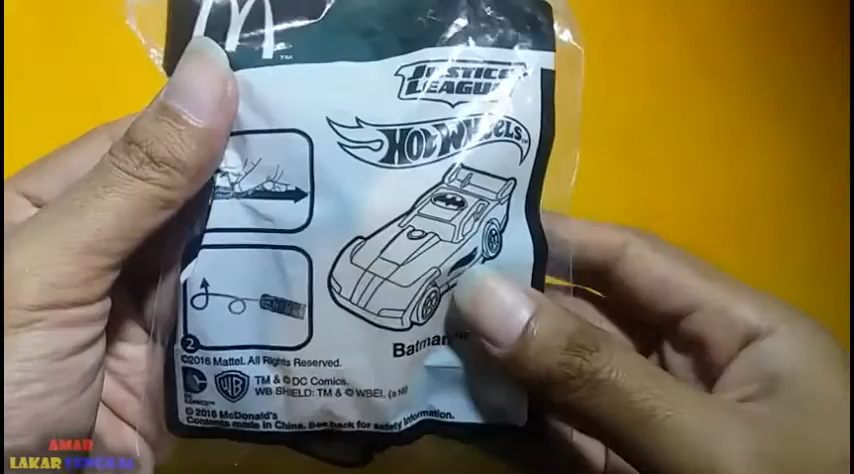 TM
JUSTICE
LEAGUE
HOT WHEELS
2
©2016 Mattel. All Rights Reserved.
TM & © DC Comics.
WB SHIELD: TM & © WBEI. (s16)
© 2016 McDonald's
Contents made in China. See back for safety information.
AMAR
LAKAR